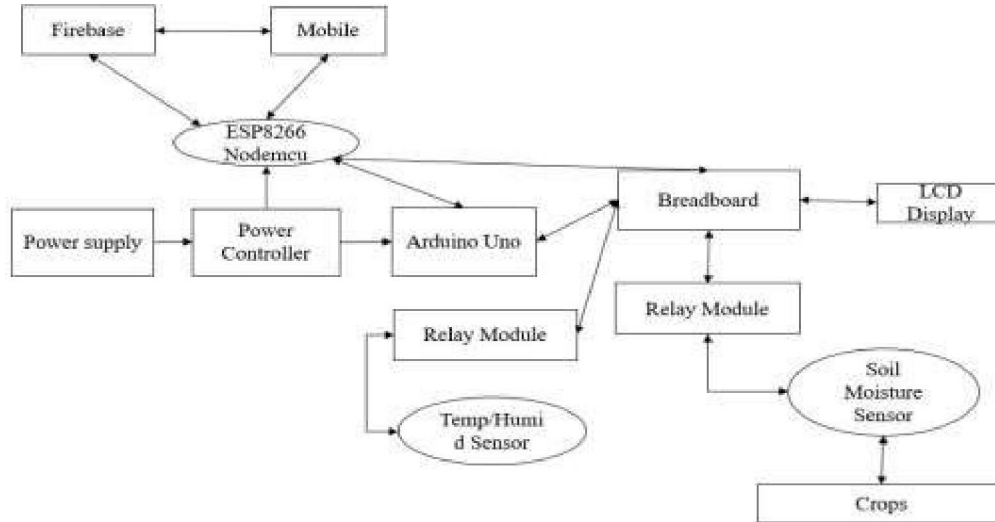 Firebase
Mobile
ESP8266
Nodemcu
Breadboard
LCD
Display
Power supply
Power
Controller
Arduino Uno
Relay Module
Relay Module
Soil
Moisture
Sensor
Temp/Humi
d Sensor
Crops